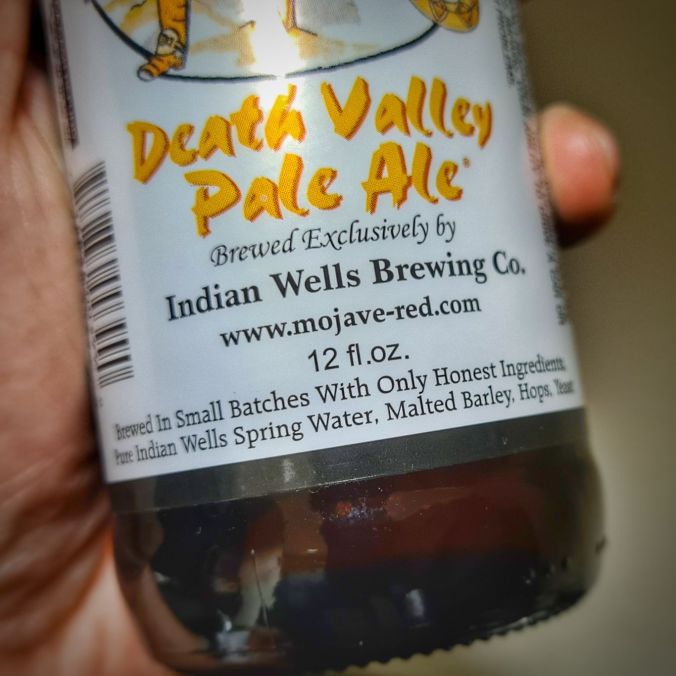 Death Valley
Pale Ale®
Brewed Exclusively by
Indian Wells Brewing Co.
www.mojave-red.com
12 fl.oz.
Brewed In Small Batches With Only Honest Ingredients,
Pure Indian Wells Spring Water, Malted Barley, Hops, Yeast